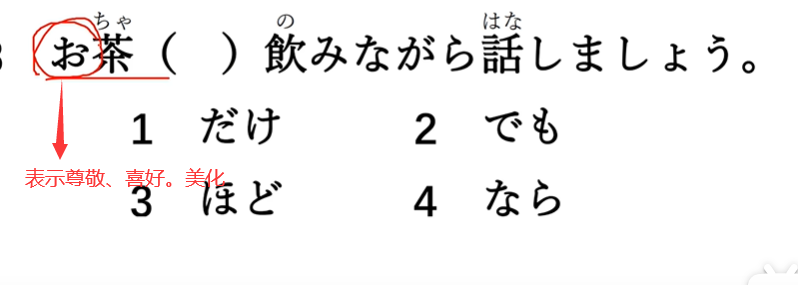 お茶（　）飲みながら話しましょう。
ちゃ　の　はな
1　だけ　2　でも
表示尊敬、喜好。美化
3　ほど　4　なら